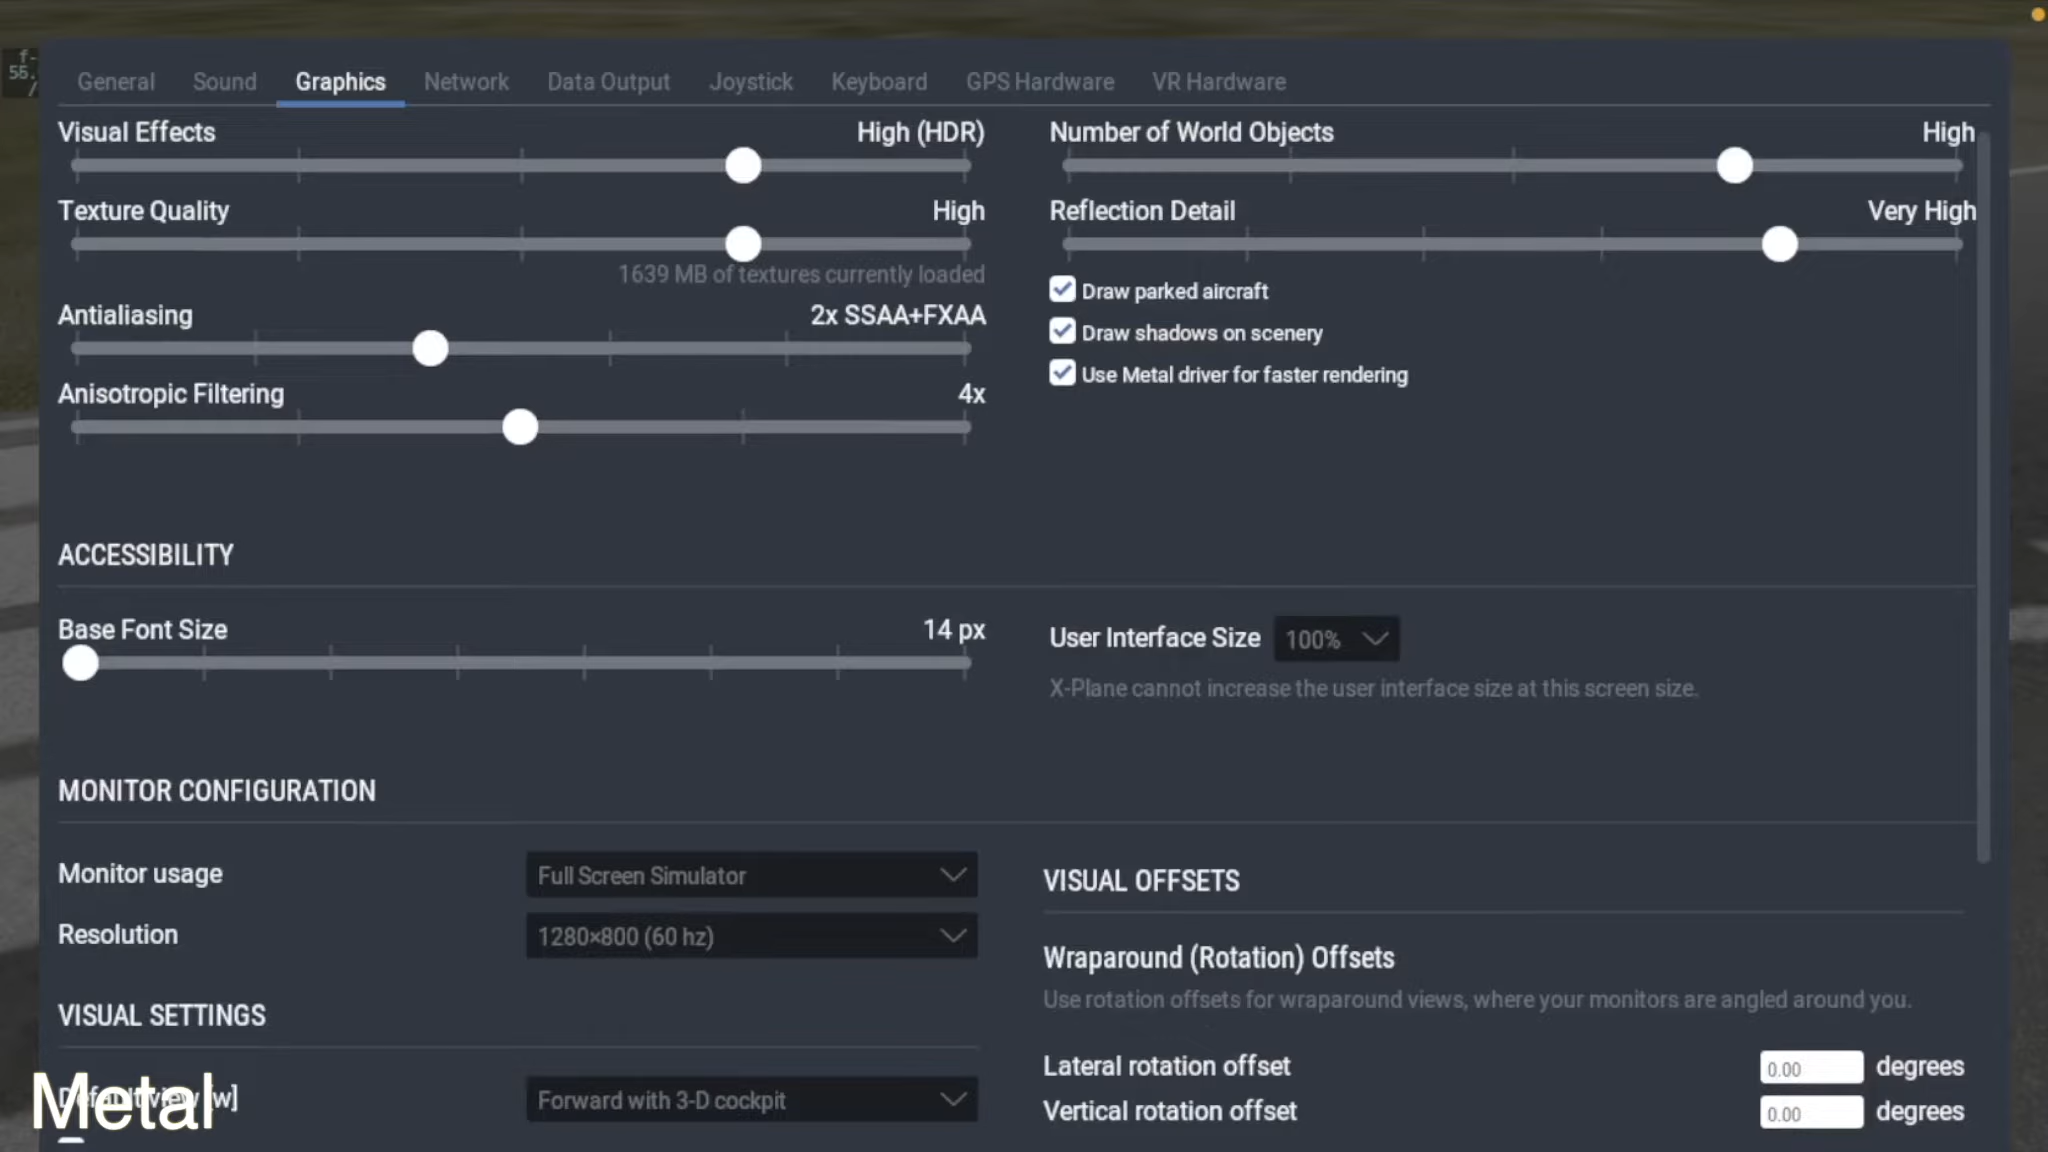 f-
55.
/
General Sound Graphics Network Data Output Joystick Keyboard GPS Hardware VR Hardware
Visual Effects High (HDR)
Texture Quality High
1639 MB of textures currently loaded
Antialiasing 2x SSAA+FXAA
Anisotropic Filtering 4x
Number of World Objects High
Reflection Detail Very High
Draw parked aircraft
Draw shadows on scenery
Use Metal driver for faster rendering
ACCESSIBILITY
Base Font Size 14 px
User Interface Size 100%
X-Plane cannot increase the user interface size at this screen size.
MONITOR CONFIGURATION
Monitor usage Full Screen Simulator
Resolution 1280×800 (60 hz)
VISUAL SETTINGS
Default view [w] Forward with 3-D cockpit
VISUAL OFFSETS
Wraparound (Rotation) Offsets
Use rotation offsets for wraparound views, where your monitors are angled around you.
Lateral rotation offset 0.00 degrees
Vertical rotation offset 0.00 degrees
Metal